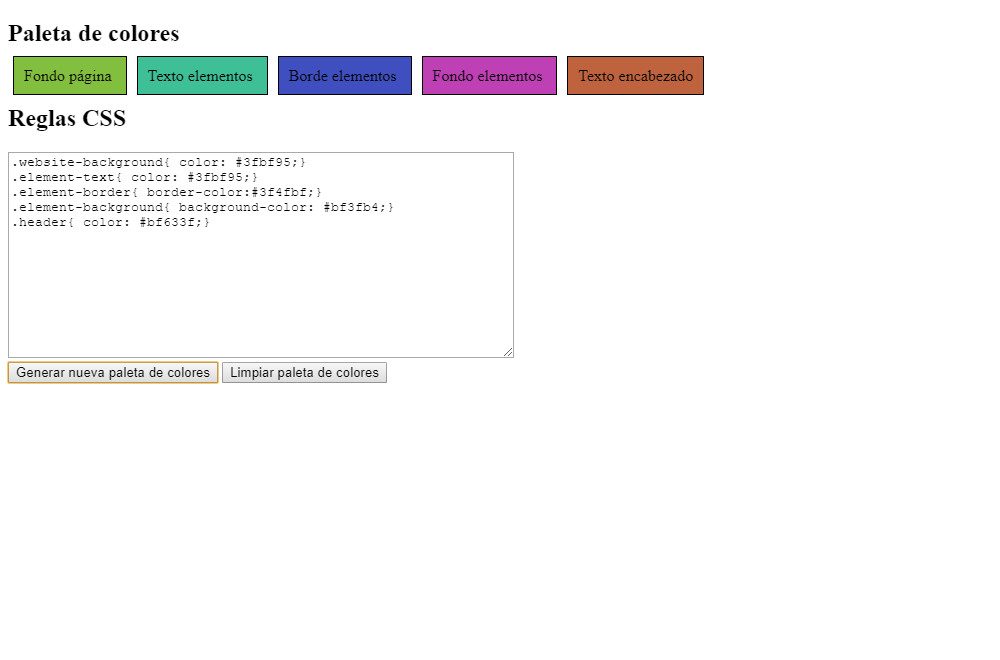 Paleta de colores
Fondo página Texto elementos Borde elementos Fondo elementos Texto encabezado
Reglas CSS
.website-background{ color: #3fbf95;}
.element-text{ color: #3fbf95;}
.element-border{ border-color:#3f4fbf;}
.element-background{ background-color: #bf3fb4;}
.header{ color: #bf633f;}
Generar nueva paleta de colores Limpiar paleta de colores